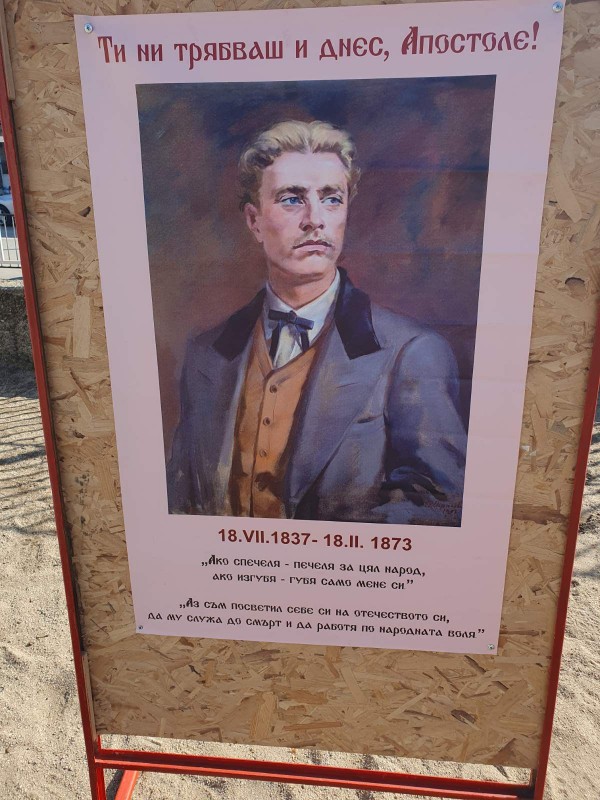 Ти ни трябваш и днес, Апостоле!
18.VII.1837- 18.II. 1873
„Ако спечеля - печеля за цял народ,
ако изгубя - губя само мене си”
„Аз съм посветил себе си на отечеството си,
да му служа до смърт и да работя по народната воля”